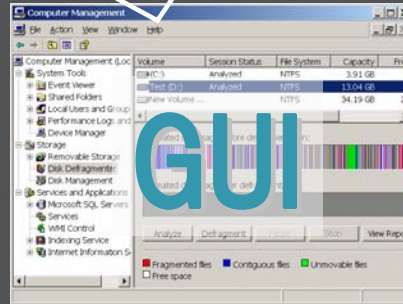 Computer Management
File Action View Window Help
Computer Management (Loc
System Tools
Event Viewer
Shared Folders
Local Users and Group
Performance Logs and
Device Manager
Storage
Removable Storage
Disk Defragmenter
Disk Management
Services and Applications
Microsoft SQL Servers
Services
WMI Control
Indexing Service
Internet Information S
Volume Session Status File System Capacity Fre
(C:) Analyzed NTFS 3.91 GB
Test (D:) Analyzed NTFS 13.04 GB
New Volume ... NTFS 34.19 GB
GUI
Analyze Defragment Pause Stop View Repo
Fragmented files Contiguous files Unmovable files
Free space